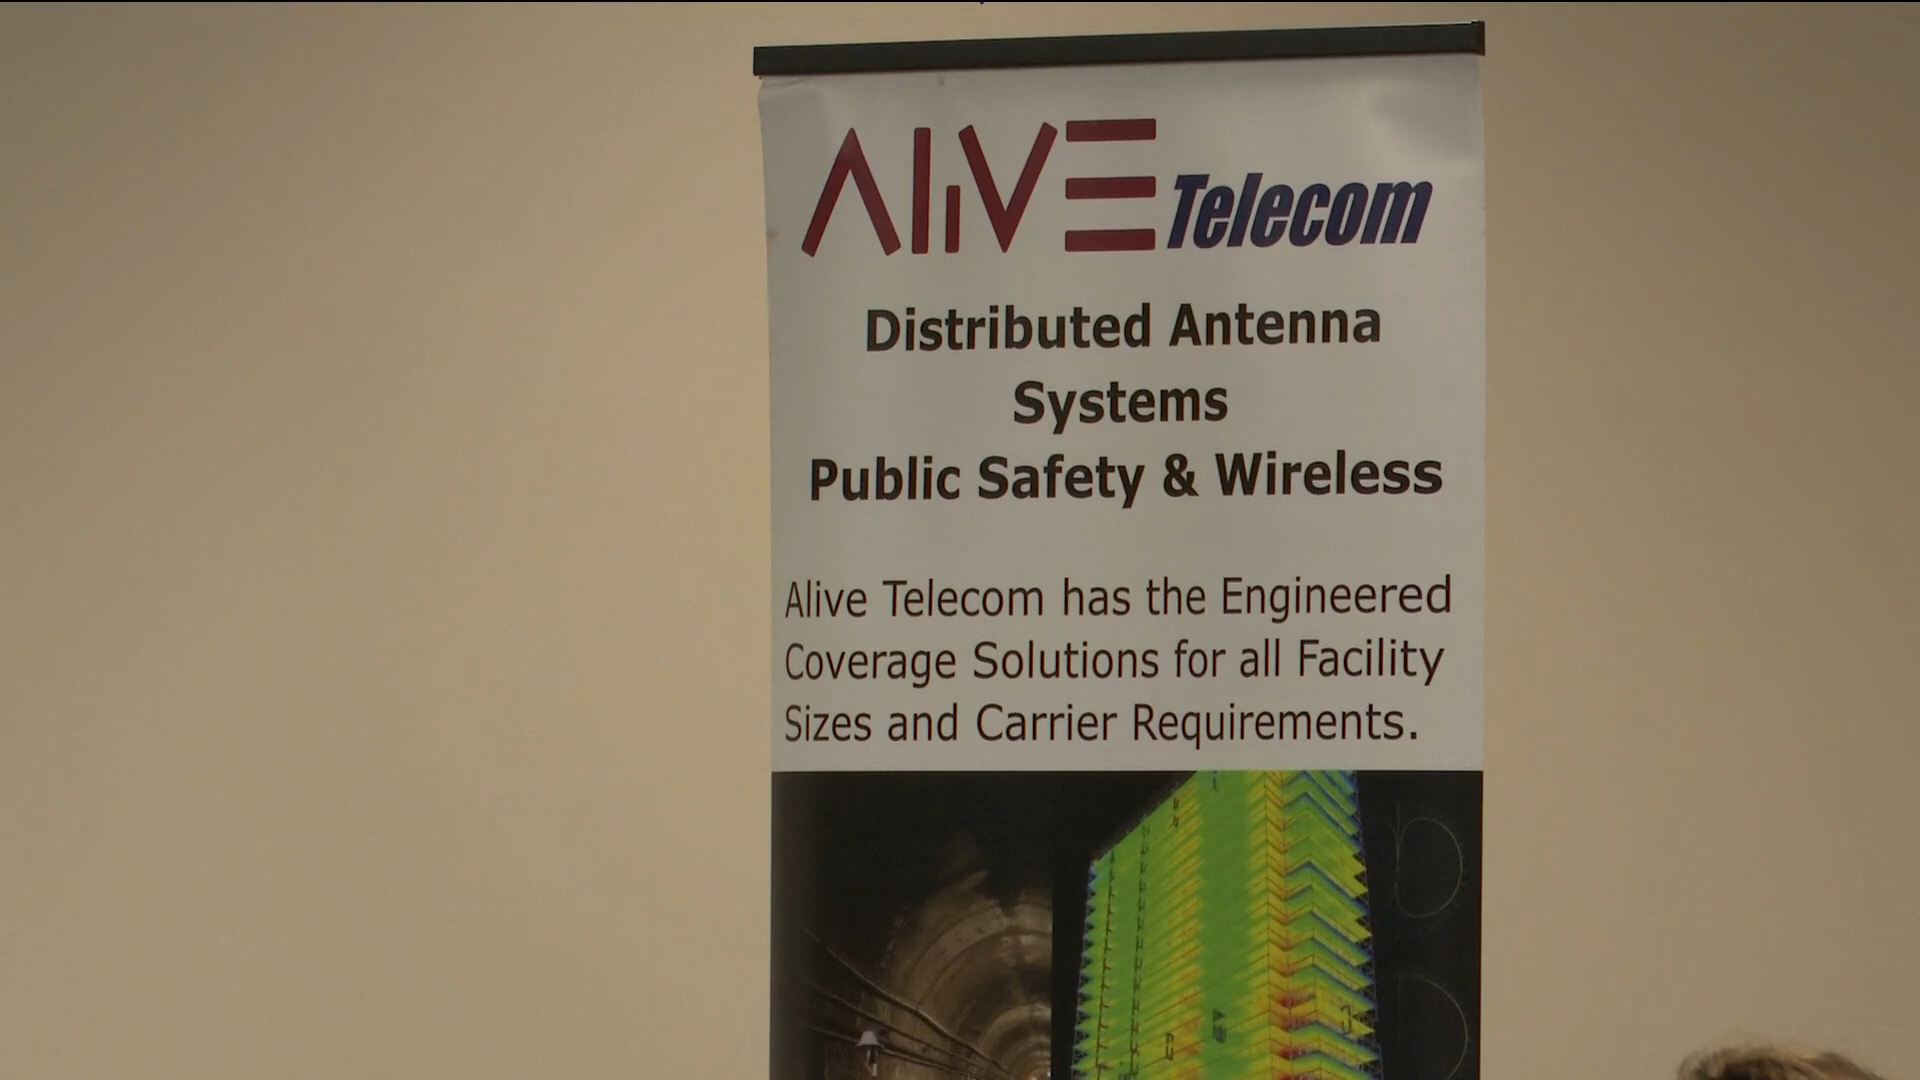 ALiVE Telecom
Distributed Antenna
Systems
Public Safety & Wireless
Alive Telecom has the Engineered
Coverage Solutions for all Facility
Sizes and Carrier Requirements.